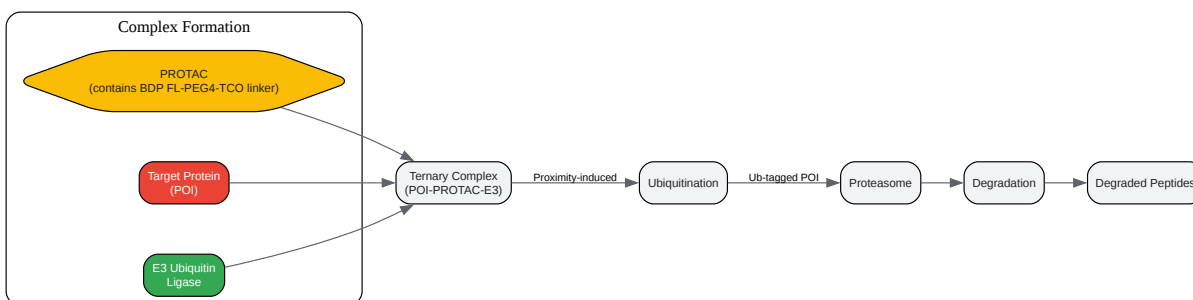 Complex Formation
PROTAC
(contains BDP FL-PEG4-TCO linker)
Target Protein
(POI)
E3 Ubiquitin
Ligase
Ternary Complex
(POI-PROTAC-E3)
Proximity-induced
Ubiquitination
Ub-tagged POI
Proteasome
Degradation
Degraded Peptides